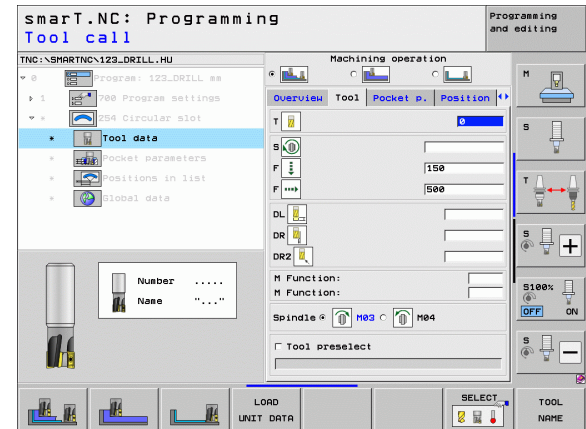 smarT.NC: Programming
Tool call
Programming
and editing
TNC:\SMARTNC\123_DRILL.HU
0 Program: 123_DRILL mm
1 700 Program settings
* 254 Circular slot
* Tool data
* Pocket parameters
* Positions in list
* Global data
Number .....
Name "..."
Machining operation
Overview Tool Pocket p. Position
T 0
S
F 150
F 500
DL
DR
DR2
M Function:
M Function:
Spindle M03 M04
Tool preselect
M
S
T
S
S100%
OFF ON
S
LOAD
UNIT DATA
SELECT
TOOL
NAME